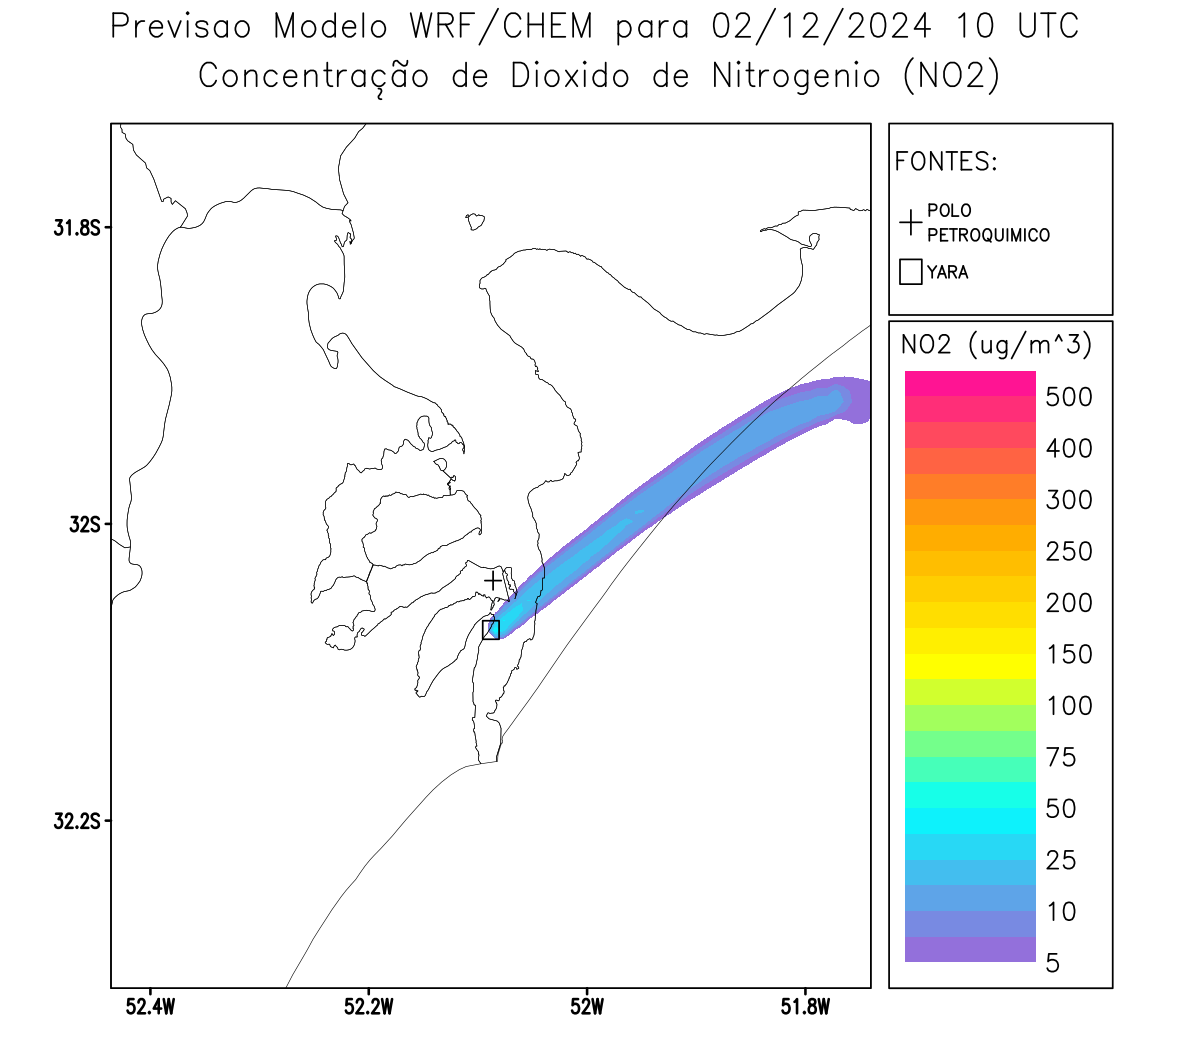 Previsao Modelo WRF/CHEM para 02/12/2024 10 UTC
Concentração de Dioxido de Nitrogenio (NO2)
FONTES:
POLO
PETROQUIMICO
YARA
NO2 (ug/m^3)
500
400
300
250
200
150
100
75
50
25
10
5
31.8S
32S
32.2S
52.4W
52.2W
52W
51.8W